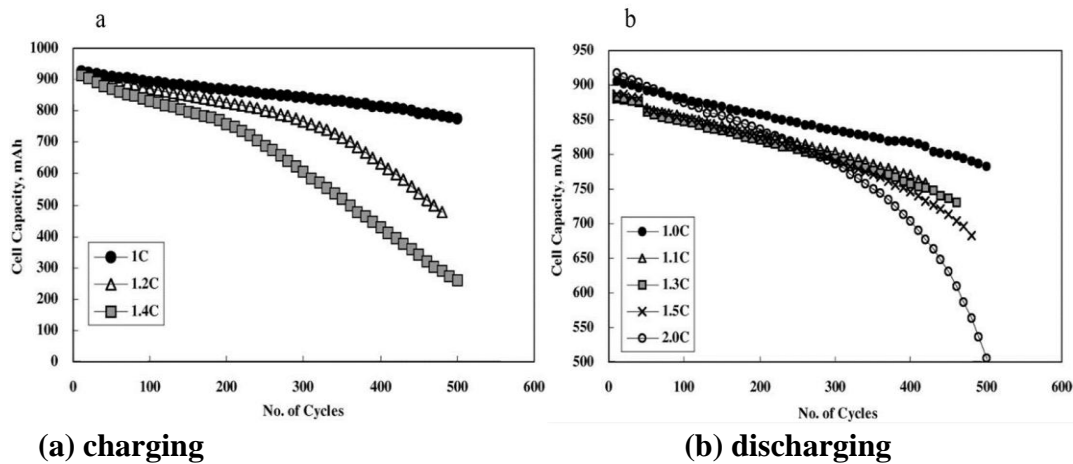 a
1000
900
800
700
600
500
400
300
200
100
0
Cell Capacity, mAh
1C
1.2C
1.4C
0 100 200 300 400 500 600
No. of Cycles
(a) charging
b
950
900
850
800
750
700
650
600
550
500
Cell Capacity, mAh
1.0C
1.1C
1.3C
1.5C
2.0C
0 100 200 300 400 500 600
No. of Cycles
(b) discharging